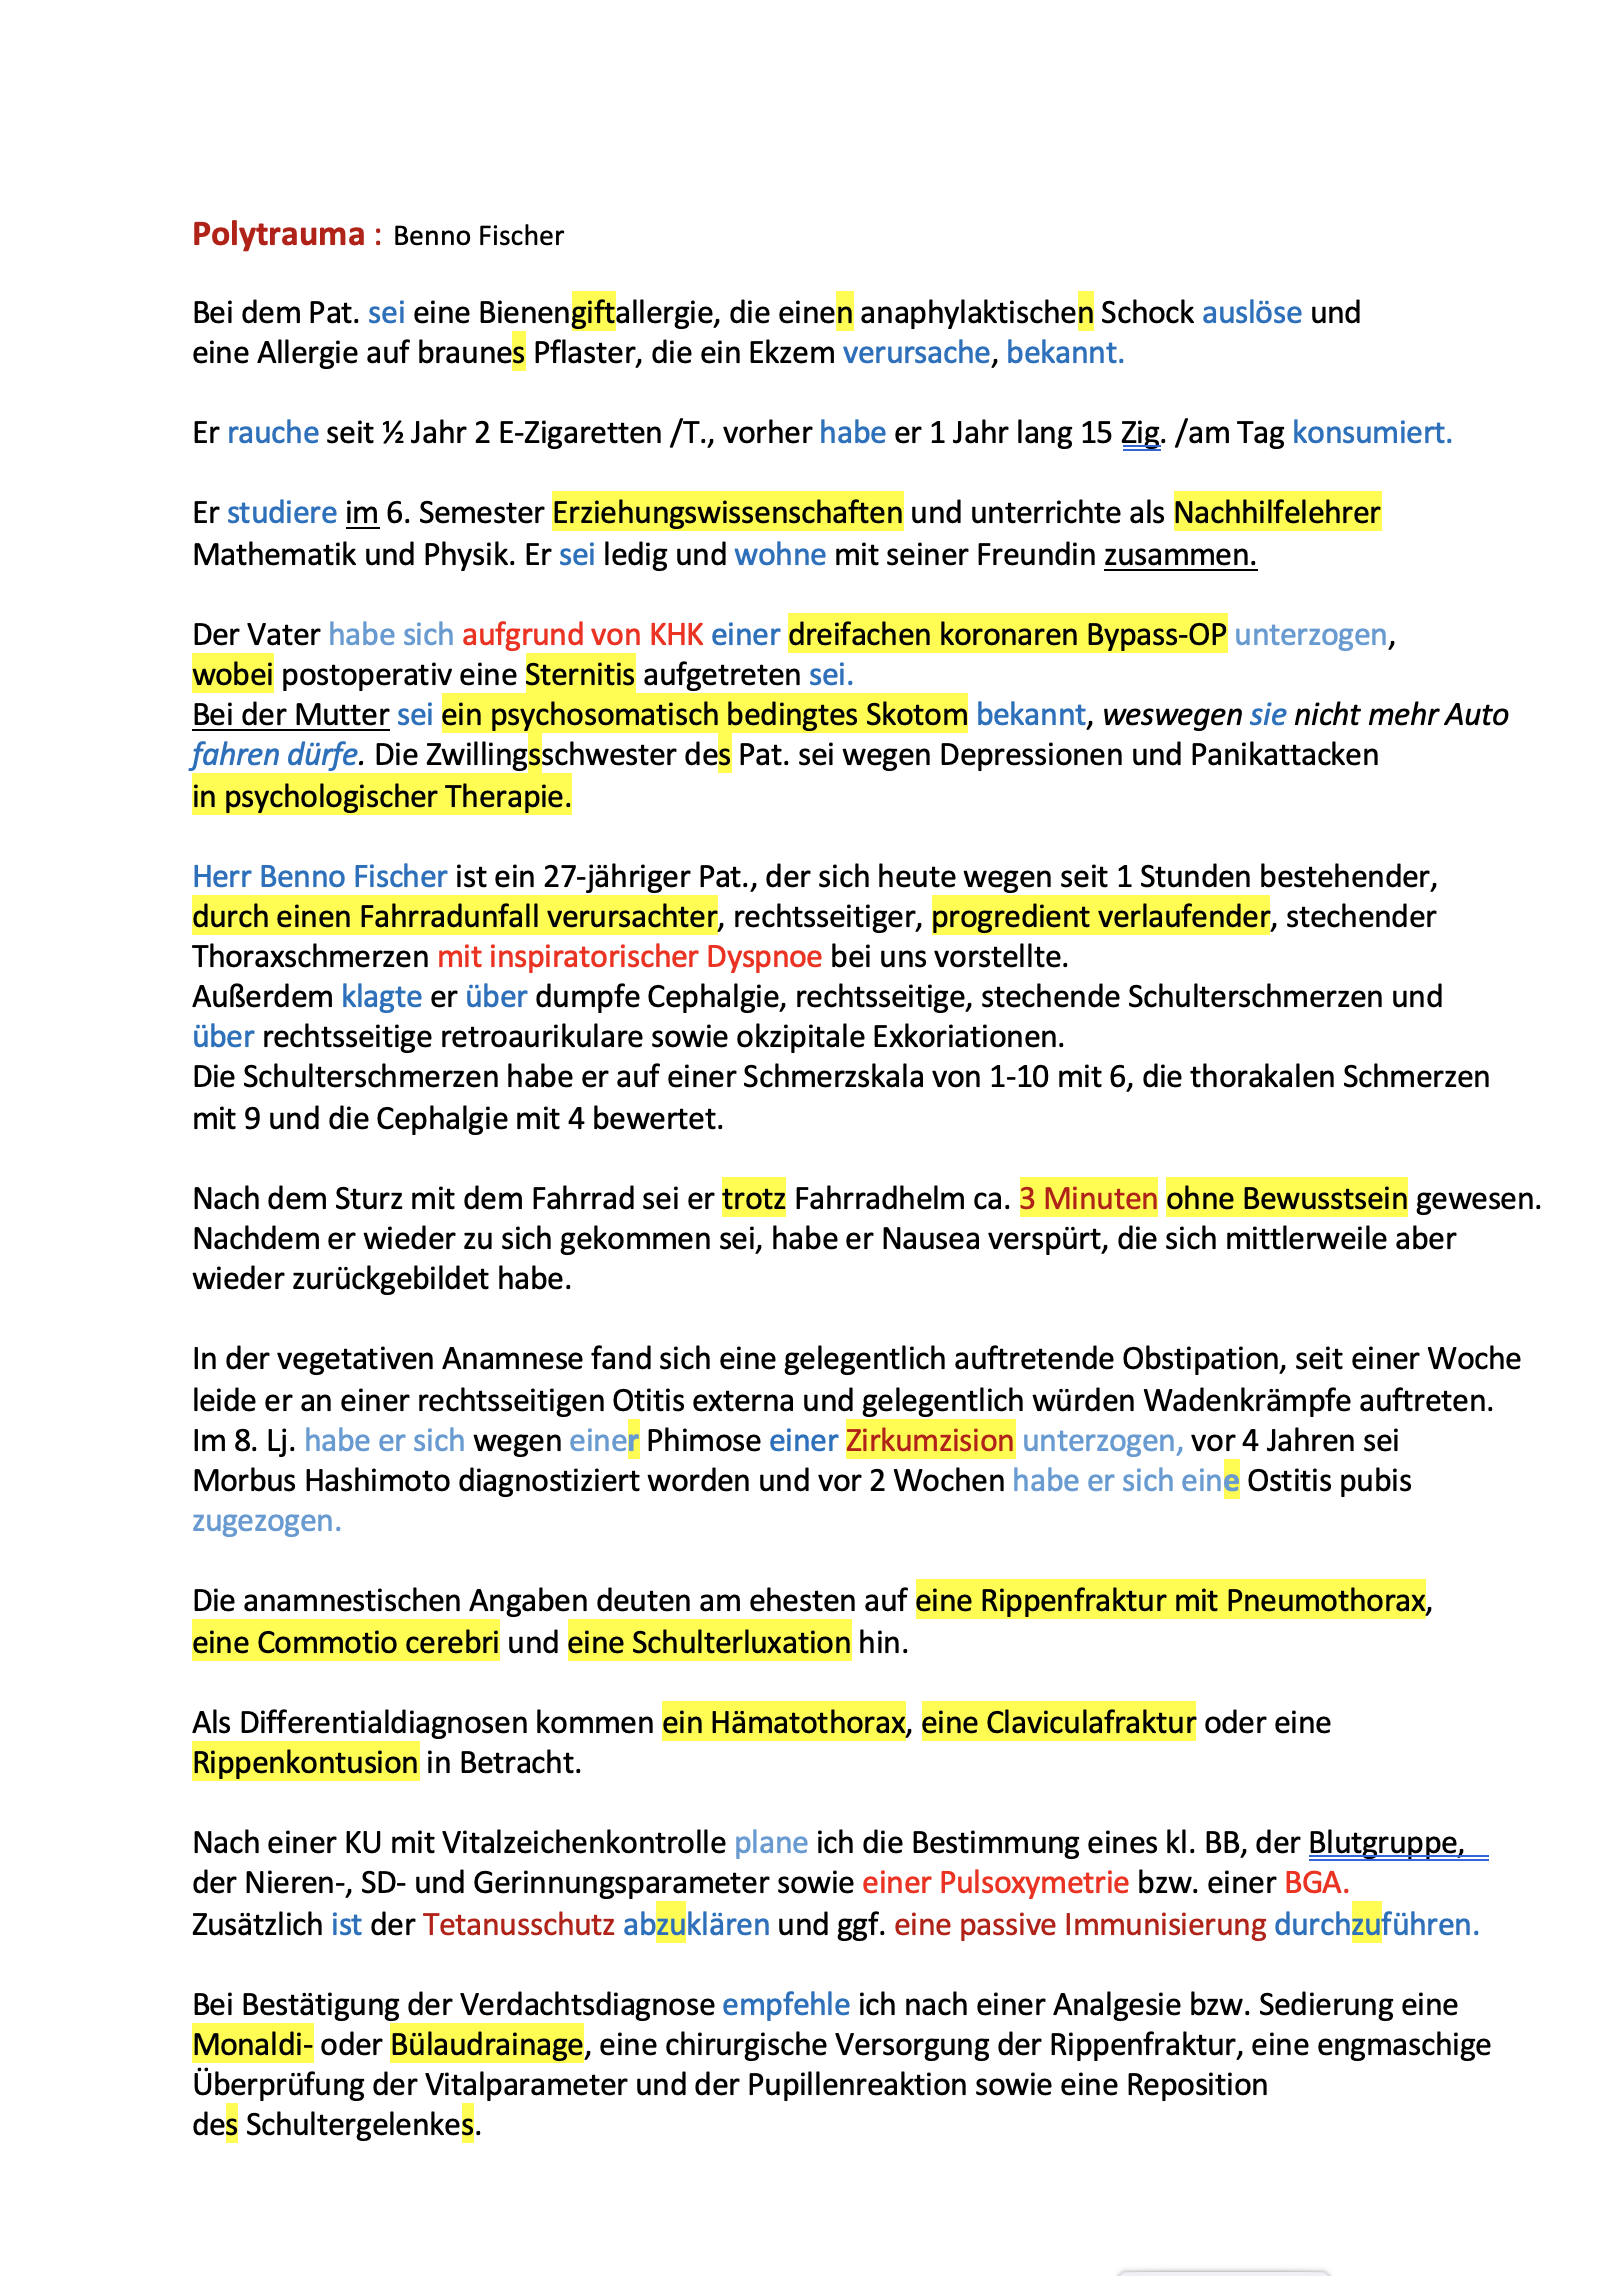 Polytrauma : Benno Fischer
Bei dem Pat. sei eine Bienengiftallergie, die einen anaphylaktischen Schock auslöse und
eine Allergie auf braunes Pflaster, die ein Ekzem verursache, bekannt.
Er rauche seit ½ Jahr 2 E-Zigaretten /T., vorher habe er 1 Jahr lang 15 Zig. /am Tag konsumiert.
Er studiere im 6. Semester Erziehungswissenschaften und unterrichte als Nachhilfelehrer
Mathematik und Physik. Er sei ledig und wohne mit seiner Freundin zusammen.
Der Vater habe sich aufgrund von KHK einer dreifachen koronaren Bypass-OP unterzogen,
wobei postoperativ eine Sternitis aufgetreten sei.
Bei der Mutter sei ein psychosomatisch bedingtes Skotom bekannt, weswegen sie nicht mehr Auto
fahren dürfe. Die Zwillingsschwester des Pat. sei wegen Depressionen und Panikattacken
in psychologischer Therapie.
Herr Benno Fischer ist ein 27-jähriger Pat., der sich heute wegen seit 1 Stunden bestehender,
durch einen Fahrradunfall verursachter, rechtsseitiger, progredient verlaufender, stechender
Thoraxschmerzen mit inspiratorischer Dyspnoe bei uns vorstellte.
Außerdem klagte er über dumpfe Cephalgie, rechtsseitige, stechende Schulterschmerzen und
über rechtsseitige retroaurikulare sowie okzipitale Exkoriationen.
Die Schulterschmerzen habe er auf einer Schmerzskala von 1-10 mit 6, die thorakalen Schmerzen
mit 9 und die Cephalgie mit 4 bewertet.
Nach dem Sturz mit dem Fahrrad sei er trotz Fahrradhelm ca. 3 Minuten ohne Bewusstsein gewesen.
Nachdem er wieder zu sich gekommen sei, habe er Nausea verspürt, die sich mittlerweile aber
wieder zurückgebildet habe.
In der vegetativen Anamnese fand sich eine gelegentlich auftretende Obstipation, seit einer Woche
leide er an einer rechtsseitigen Otitis externa und gelegentlich würden Wadenkrämpfe auftreten.
Im 8. Lj. habe er sich wegen einer Phimose einer Zirkumzision unterzogen, vor 4 Jahren sei
Morbus Hashimoto diagnostiziert worden und vor 2 Wochen habe er sich eine Ostitis pubis
zugezogen.
Die anamnestischen Angaben deuten am ehesten auf eine Rippenfraktur mit Pneumothorax,
eine Commotio cerebri und eine Schulterluxation hin.
Als Differentialdiagnosen kommen ein Hämatothorax, eine Claviculafraktur oder eine
Rippenkontusion in Betracht.
Nach einer KU mit Vitalzeichenkontrolle plane ich die Bestimmung eines kl. BB, der Blutgruppe,
der Nieren-, SD- und Gerinnungsparameter sowie einer Pulsoxymetrie bzw. einer BGA.
Zusätzlich ist der Tetanusschutz abzuklären und ggf. eine passive Immunisierung durchzuführen.
Bei Bestätigung der Verdachtsdiagnose empfehle ich nach einer Analgesie bzw. Sedierung eine
Monaldi- oder Bülaudrainage, eine chirurgische Versorgung der Rippenfraktur, eine engmaschige
Überprüfung der Vitalparameter und der Pupillenreaktion sowie eine Reposition
des Schultergelenkes.